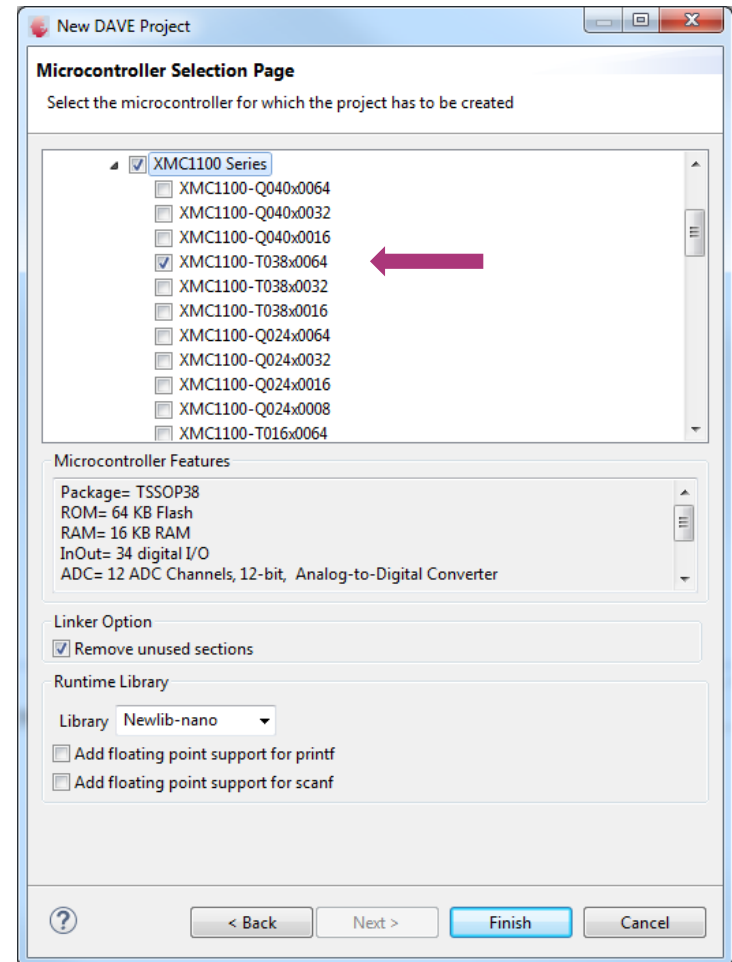 New DAVE Project
Microcontroller Selection Page
Select the microcontroller for which the project has to be created
XMC1100 Series
XMC1100-Q040x0064
XMC1100-Q040x0032
XMC1100-Q040x0016
XMC1100-T038x0064
XMC1100-T038x0032
XMC1100-T038x0016
XMC1100-Q024x0064
XMC1100-Q024x0032
XMC1100-Q024x0016
XMC1100-Q024x0008
XMC1100-T016x0064
Microcontroller Features
Package= TSSOP38
ROM= 64 KB Flash
RAM= 16 KB RAM
InOut= 34 digital I/O
ADC= 12 ADC Channels, 12-bit, Analog-to-Digital Converter
Linker Option
Remove unused sections
Runtime Library
Library Newlib-nano
Add floating point support for printf
Add floating point support for scanf
? < Back Next > Finish Cancel